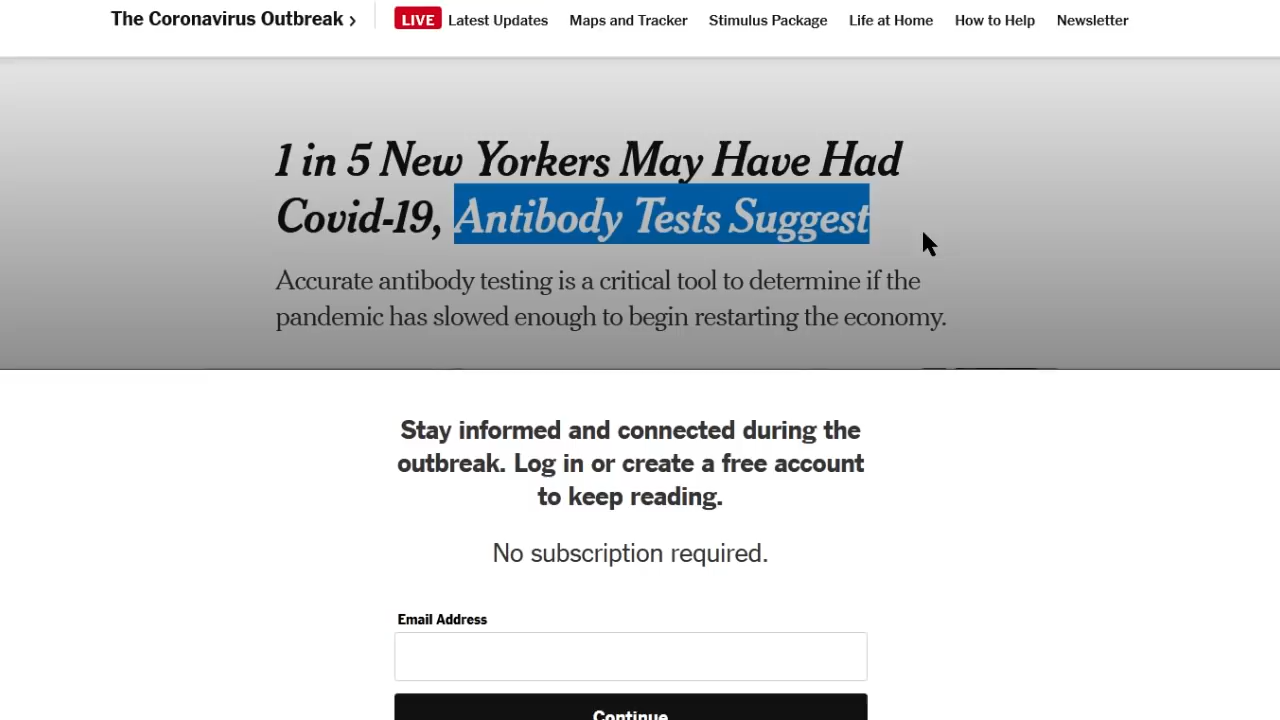 The Coronavirus Outbreak › LIVE Latest Updates Maps and Tracker Stimulus Package Life at Home How to Help Newsletter
1 in 5 New Yorkers May Have Had
Covid-19, Antibody Tests Suggest
Accurate antibody testing is a critical tool to determine if the
pandemic has slowed enough to begin restarting the economy.
Stay informed and connected during the
outbreak. Log in or create a free account
to keep reading.
No subscription required.
Email Address
Continue